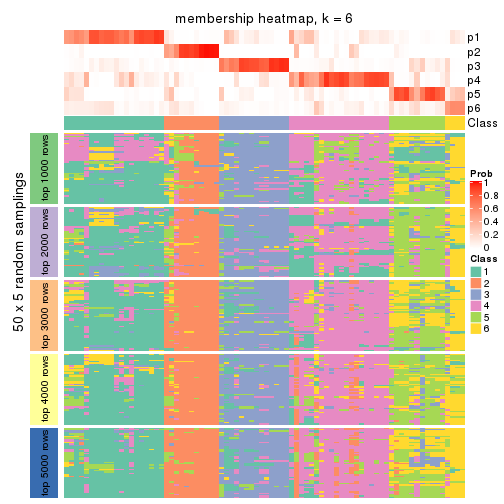 membership heatmap, k = 6
p1
p2
p3
p4
p5
p6
Class
50 x 5 random samplings
top 1000 rows
top 2000 rows
top 3000 rows
top 4000 rows
top 5000 rows
Prob
1
0.8
0.6
0.4
0.2
0
Class
1
2
3
4
5
6